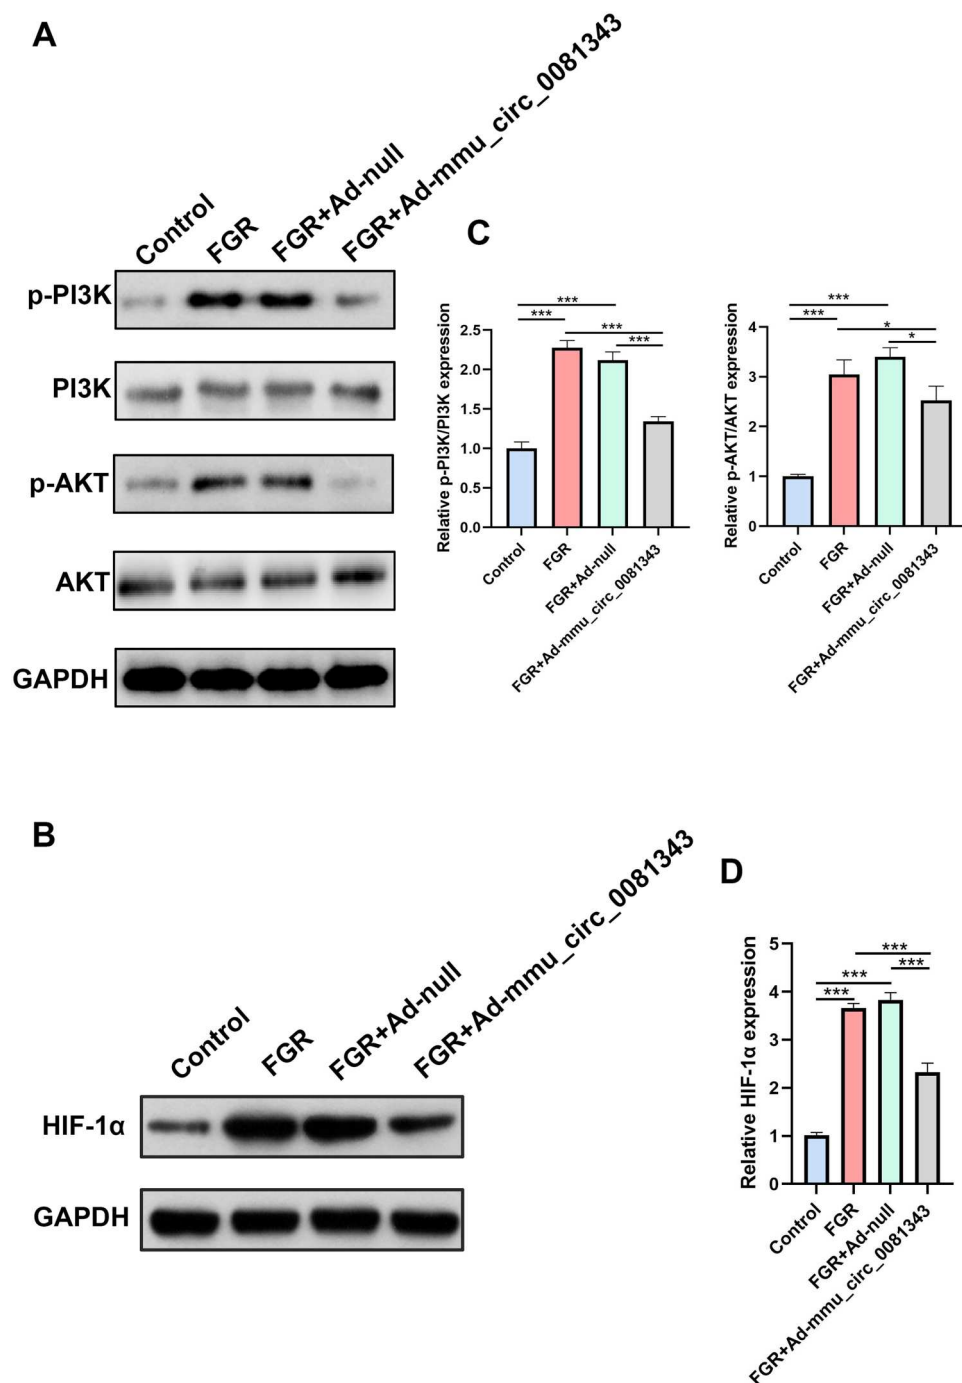 A
Control
FGR
FGR+Ad-null
FGR+Ad-mmu_circ_0081343
p-PI3K
PI3K
p-AKT
AKT
GAPDH
C
Relative p-PI3K/PI3K expression
2.5
2.0
1.5
1.0
0.5
0.0
***
***
***
***
Control
FGR
FGR+Ad-null
FGR+Ad-mmu_circ_0081343
Relative p-AKT/AKT expression
4
3
2
1
0
***
***
*
*
Control
FGR
FGR+Ad-null
FGR+Ad-mmu_circ_0081343
B
Control
FGR
FGR+Ad-null
FGR+Ad-mmu_circ_0081343
HIF-1α
GAPDH
D
Relative HIF-1α expression
5
4
3
2
1
0
***
***
***
***
Control
FGR
FGR+Ad-null
FGR+Ad-mmu_circ_0081343